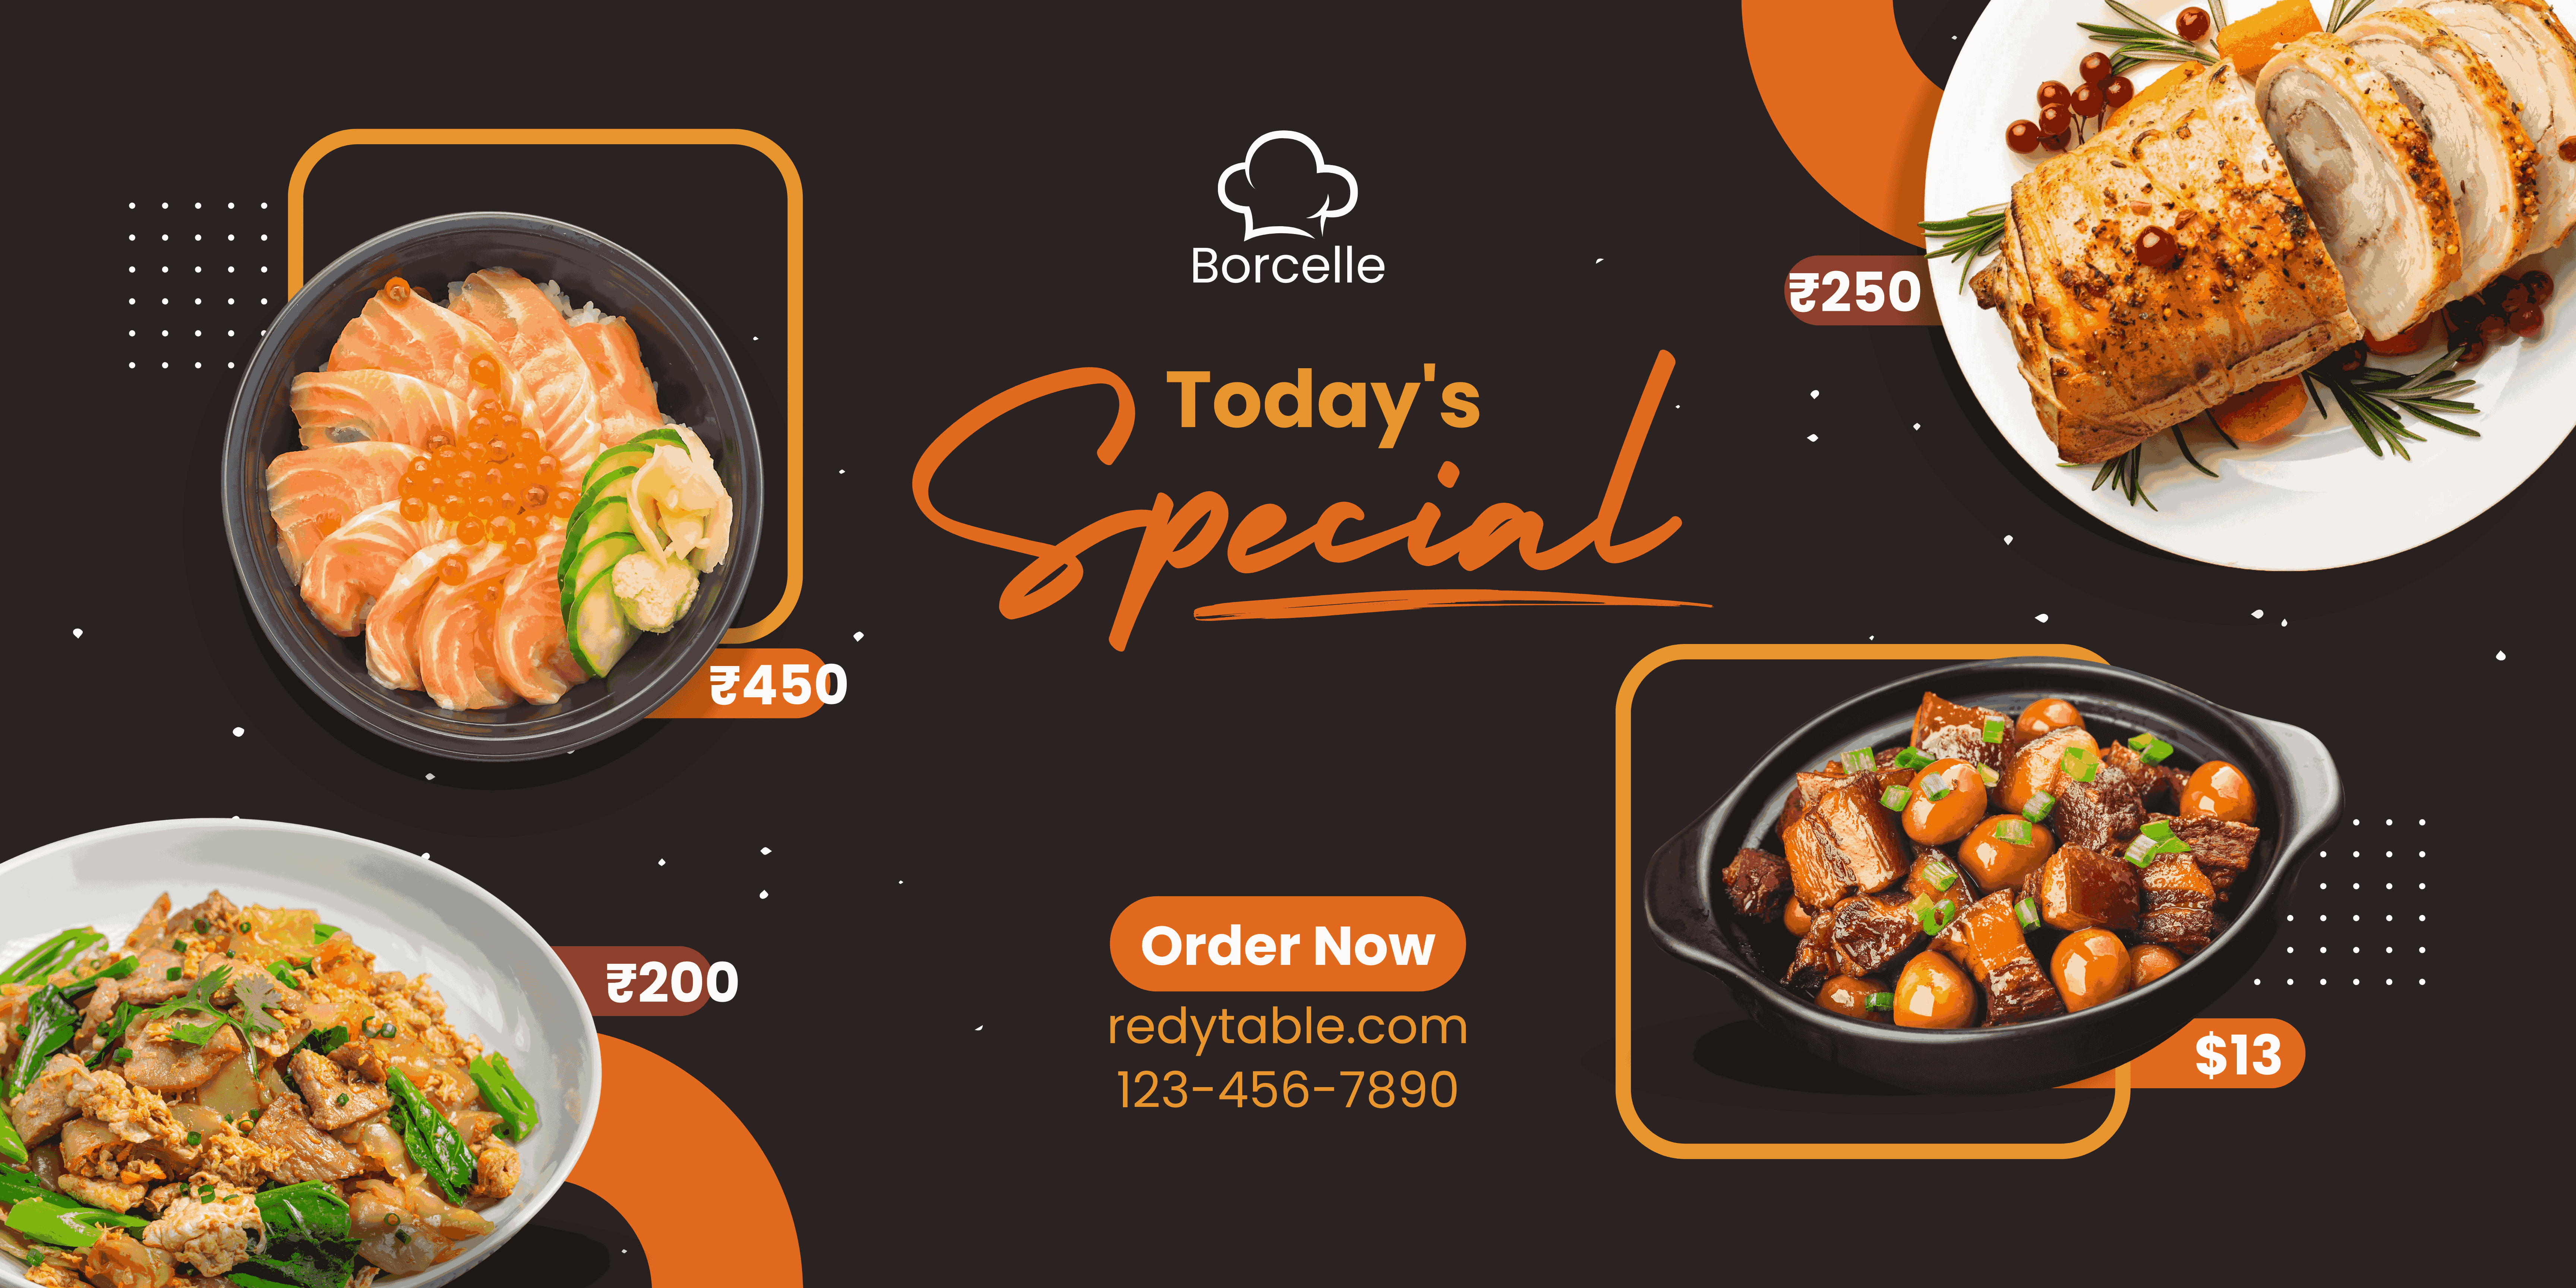 Borcelle
₹250
Today's
Special
₹450
₹200
Order Now
redytable.com
123-456-7890
$13